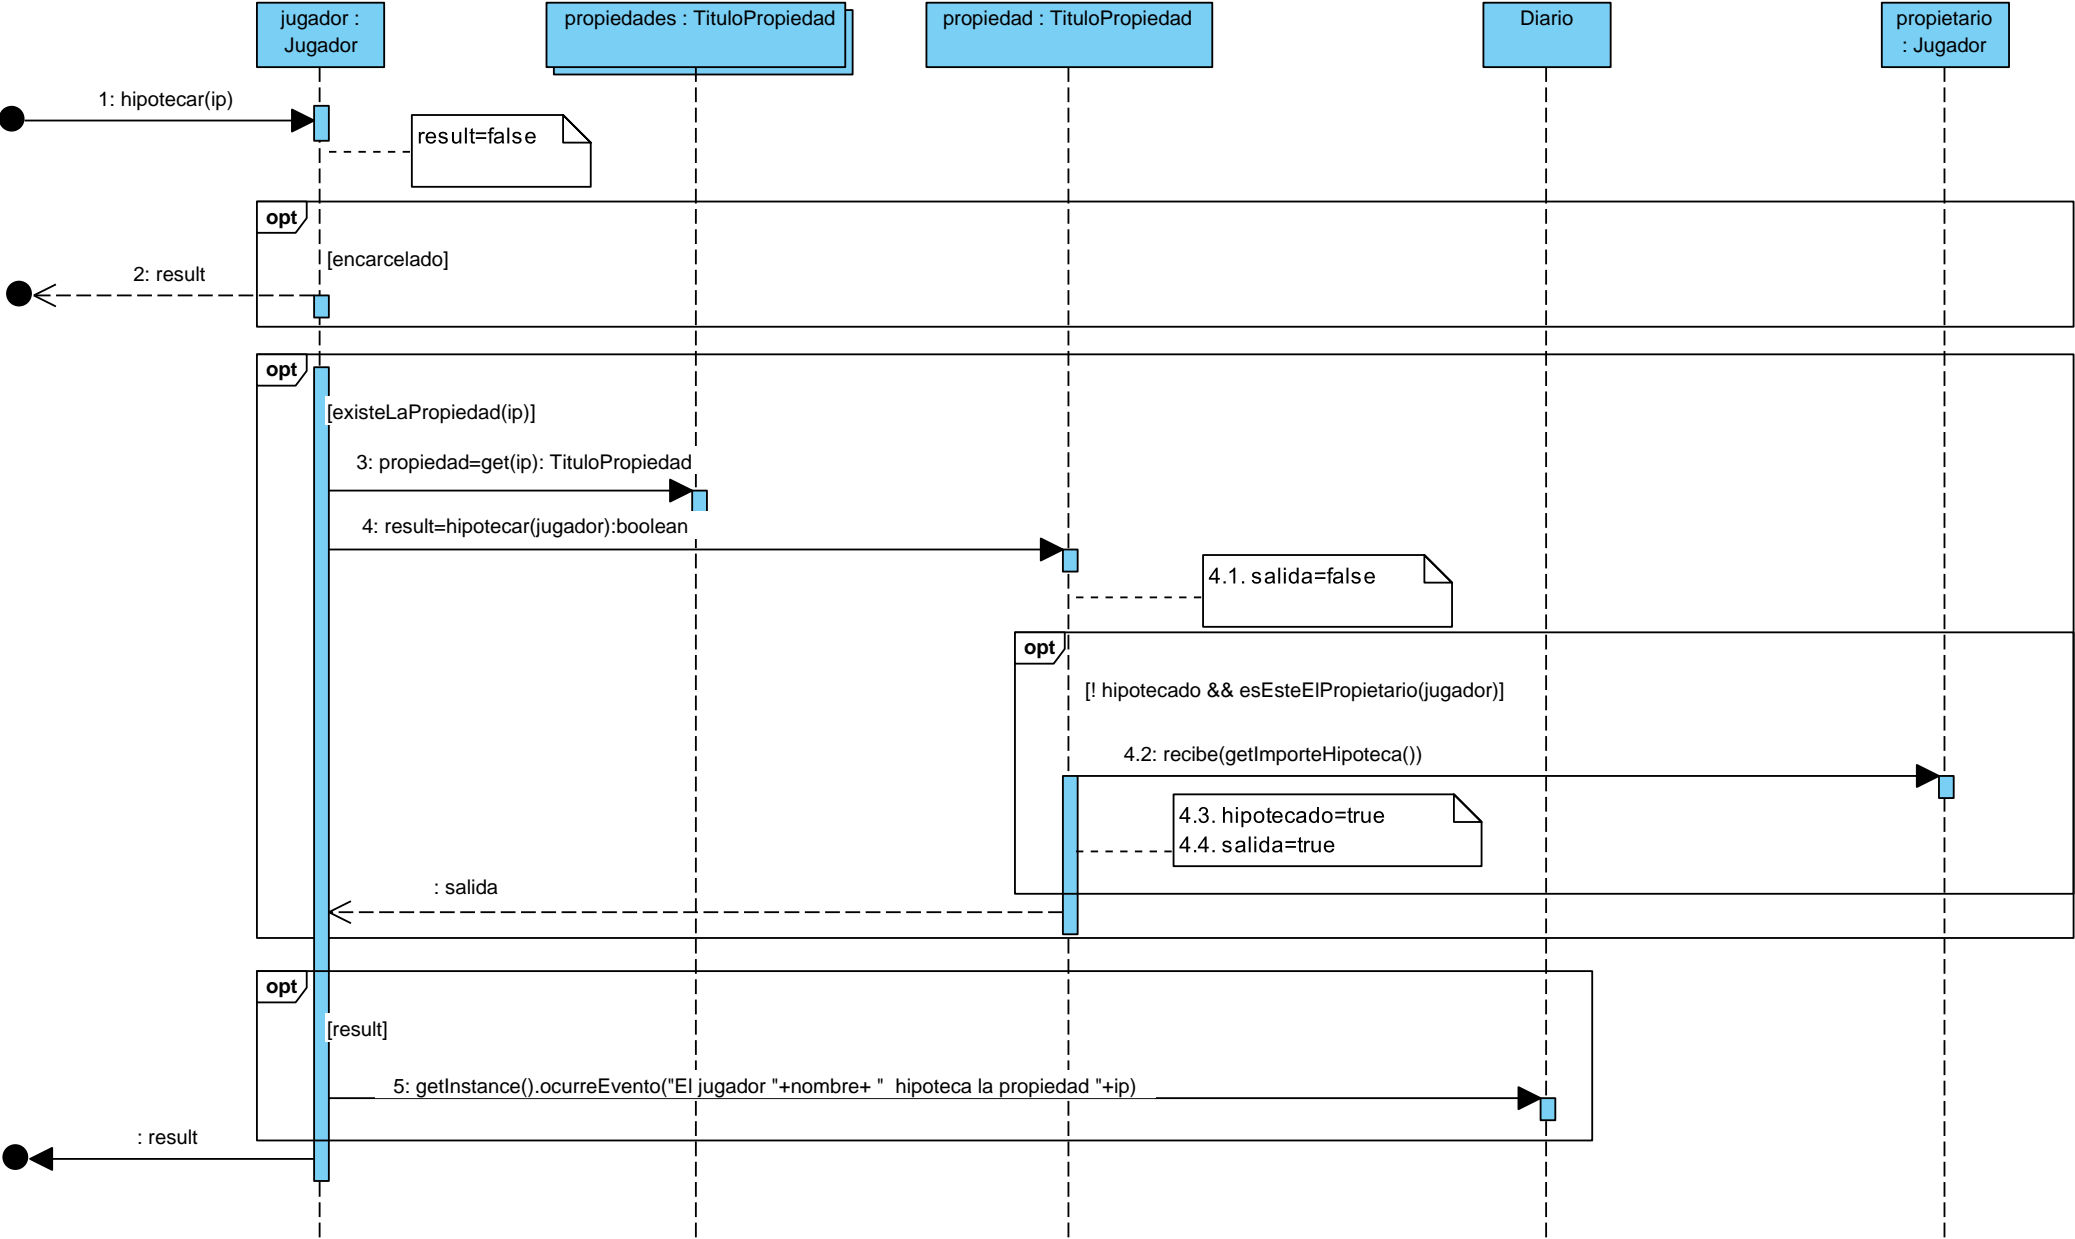 jugador :
Jugador
propiedades : TituloPropiedad
propiedad : TituloPropiedad
Diario
propietario
: Jugador
1: hipotecar(ip)
result=false
opt
[encarcelado]
2: result
opt
[existeLaPropiedad(ip)]
3: propiedad=get(ip): TituloPropiedad
4: result=hipotecar(jugador):boolean
4.1. salida=false
opt
[! hipotecado && esEsteElPropietario(jugador)]
4.2: recibe(getImporteHipoteca())
4.3. hipotecado=true
4.4. salida=true
: salida
opt
[result]
5: getInstance().ocurreEvento("El jugador "+nombre+ "  hipoteca la propiedad "+ip)
: result